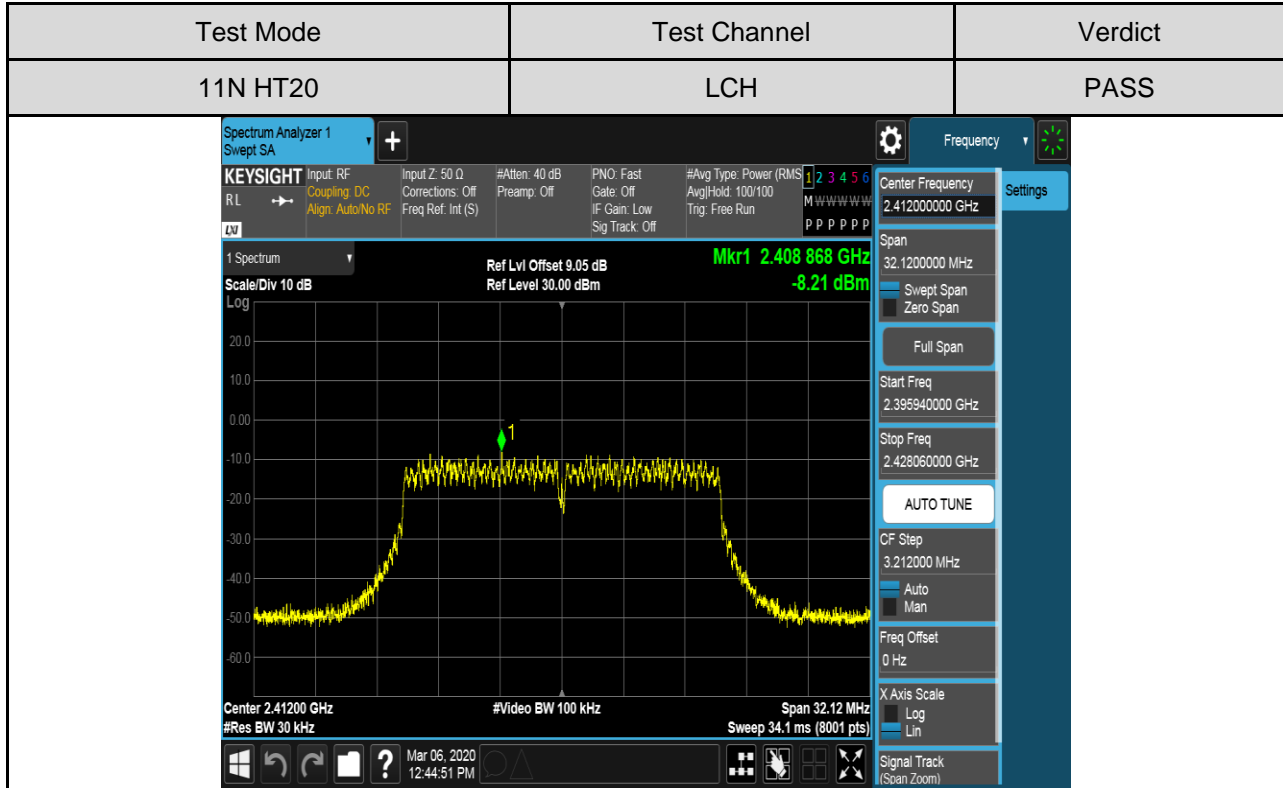 Test Mode Test Channel Verdict
11N HT20 LCH PASS
Spectrum Analyzer 1
Swept SA
+
Frequency
KEYSIGHT
RL
LXI
Input: RF
Coupling: DC
Align: Auto/No RF
Input Z: 50 Ω
Corrections: Off
Freq Ref: Int (S)
#Atten: 40 dB
Preamp: Off
PNO: Fast
Gate: Off
IF Gain: Low
Sig Track: Off
#Avg Type: Power (RMS
Avg|Hold: 100/100
Trig: Free Run
1 2 3 4 5 6
M W W W W W
P P P P P P
1 Spectrum
Scale/Div 10 dB
Ref Lvl Offset 9.05 dB
Ref Level 30.00 dBm
Mkr1 2.408 868 GHz
-8.21 dBm
Log
20.0
10.0
0.00
-10.0
-20.0
-30.0
-40.0
-50.0
-60.0
1
Center 2.41200 GHz
#Res BW 30 kHz
#Video BW 100 kHz
Span 32.12 MHz
Sweep 34.1 ms (8001 pts)
Center Frequency
2.412000000 GHz
Settings
Span
32.1200000 MHz
Swept Span
Zero Span
Full Span
Start Freq
2.395940000 GHz
Stop Freq
2.428060000 GHz
AUTO TUNE
CF Step
3.212000 MHz
Auto
Man
Freq Offset
0 Hz
X Axis Scale
Log
Lin
Signal Track
(Span Zoom)
?
Mar 06, 2020
12:44:51 PM